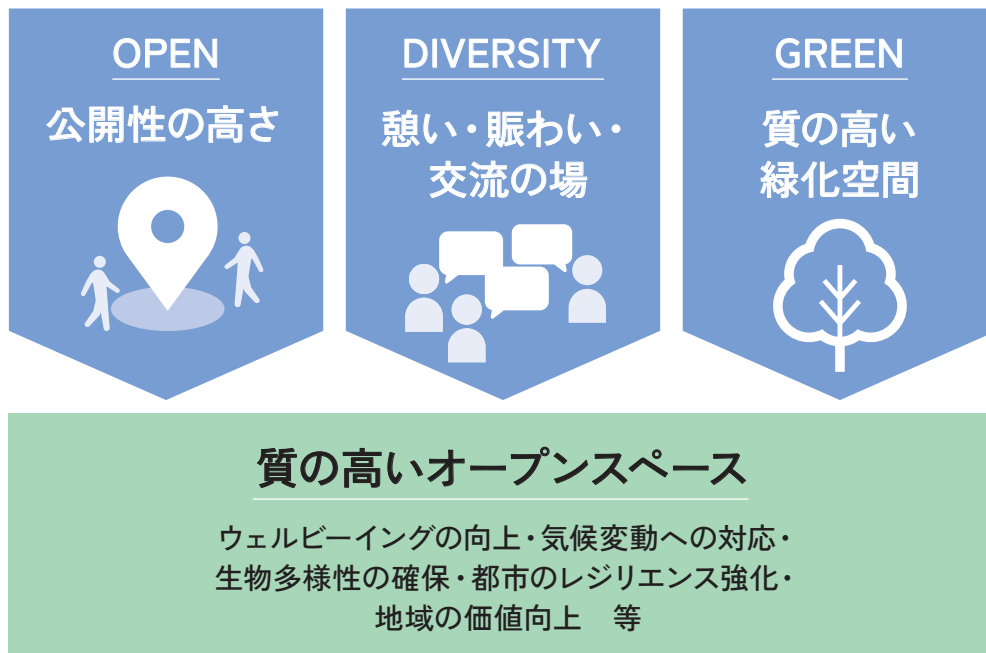 OPEN
公開性の高さ
DIVERSITY
憩い・賑わい・
交流の場
GREEN
質の高い
緑化空間
質の高いオープンスペース
ウェルビーイングの向上・気候変動への対応・
生物多様性の確保・都市のレジリエンス強化・
地域の価値向上　等